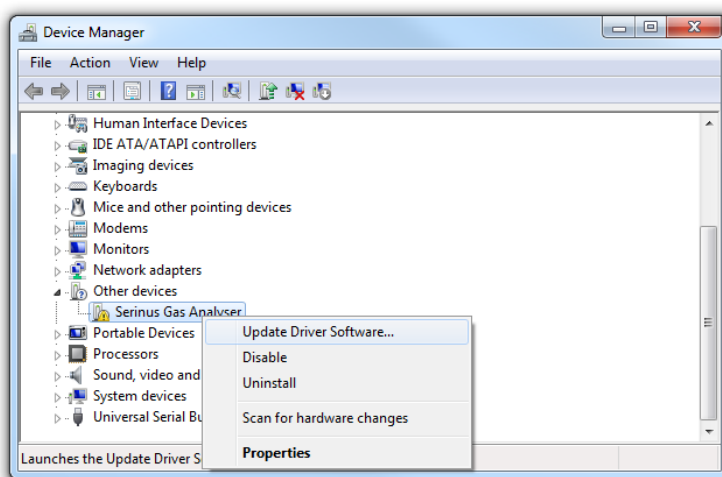 Device Manager
File Action View Help
Human Interface Devices
IDE ATA/ATAPI controllers
Imaging devices
Keyboards
Mice and other pointing devices
Modems
Monitors
Network adapters
Other devices
Serinus Gas Analyser
Portable Devices
Processors
Sound, video and
System devices
Universal Serial Bu
Update Driver Software...
Disable
Uninstall
Scan for hardware changes
Properties
Launches the Update Driver S